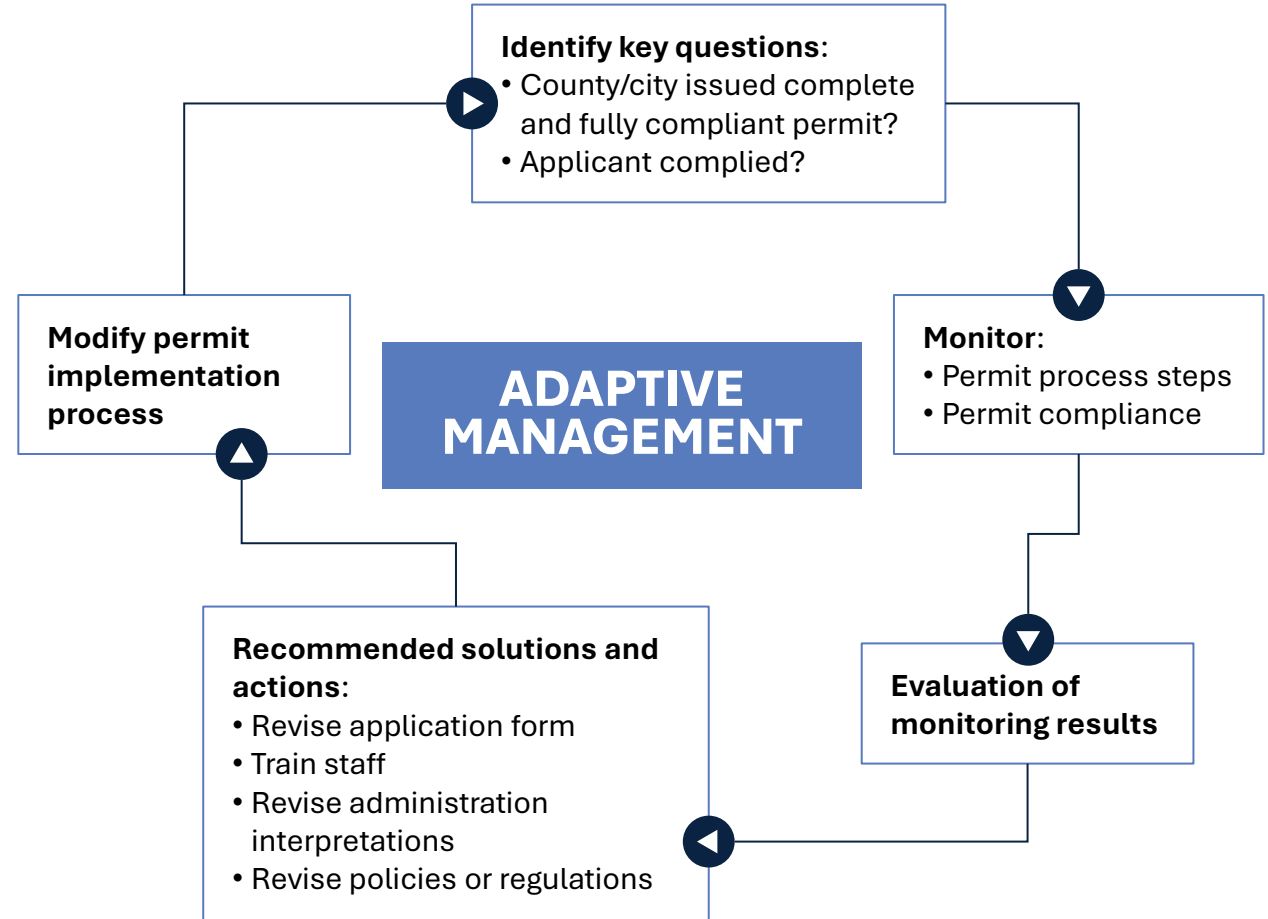 Identify key questions:
• County/city issued complete
and fully compliant permit?
• Applicant complied?
Modify permit
implementation
process
ADAPTIVE
MANAGEMENT
Monitor:
• Permit process steps
• Permit compliance
Recommended solutions and
actions:
• Revise application form
• Train staff
• Revise administration
interpretations
• Revise policies or regulations
Evaluation of
monitoring results